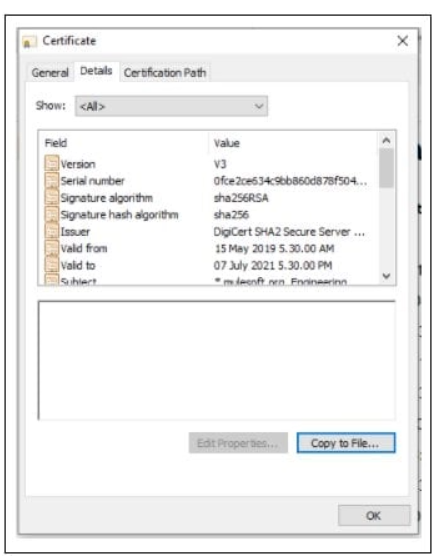 Certificate
General Details Certification Path
Show: <All>
Field Value
Version V3
Serial number 0fce2ce634c9bb860d878f504...
Signature algorithm sha256RSA
Signature hash algorithm sha256
Issuer DigiCert SHA2 Secure Server ...
Valid from 15 May 2019 5.30.00 AM
Valid to 07 July 2021 5.30.00 PM
Subject *.mulesoft.org, Engineering
Edit Properties... Copy to File...
OK